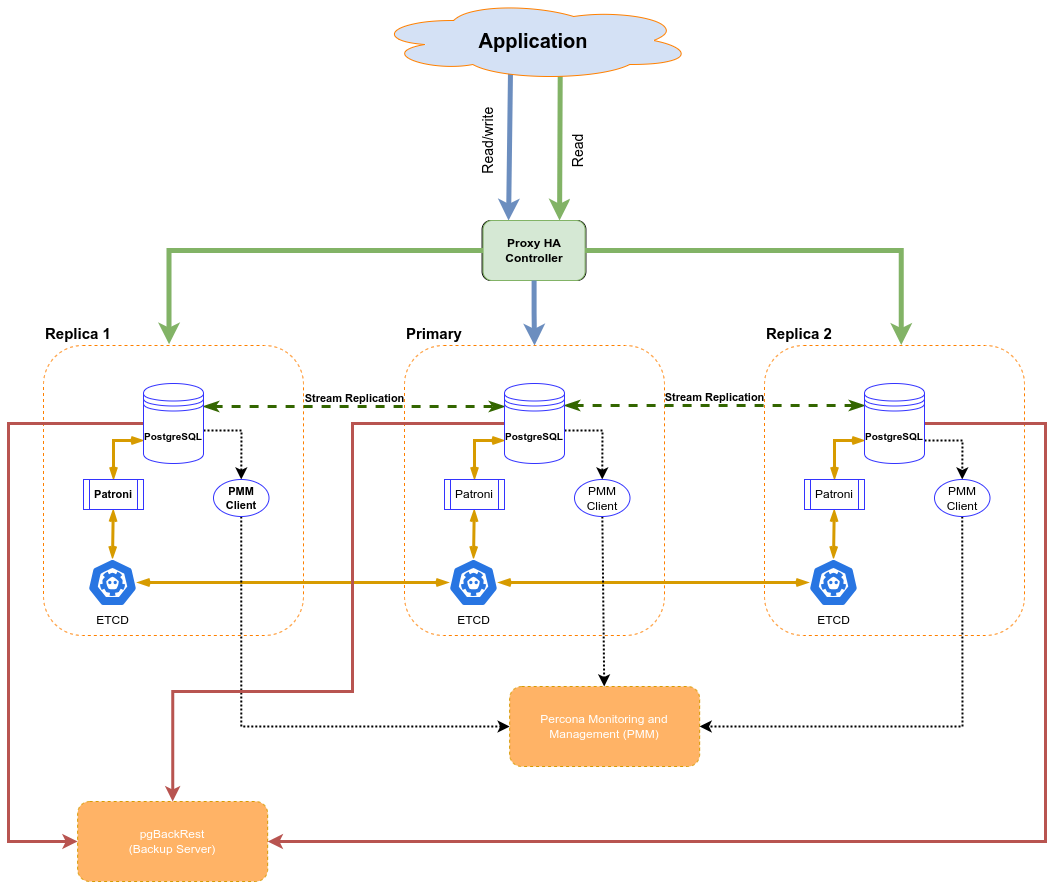 Application
Read/write
Read
Proxy HA
Controller
Replica 1
Primary
Replica 2
Stream Replication
Stream Replication
PostgreSQL
PostgreSQL
PostgreSQL
Patroni
PMM
Client
Patroni
PMM
Client
Patroni
PMM
Client
ETCD
ETCD
ETCD
Percona Monitoring and
Management (PMM)
pgBackRest
(Backup Server)